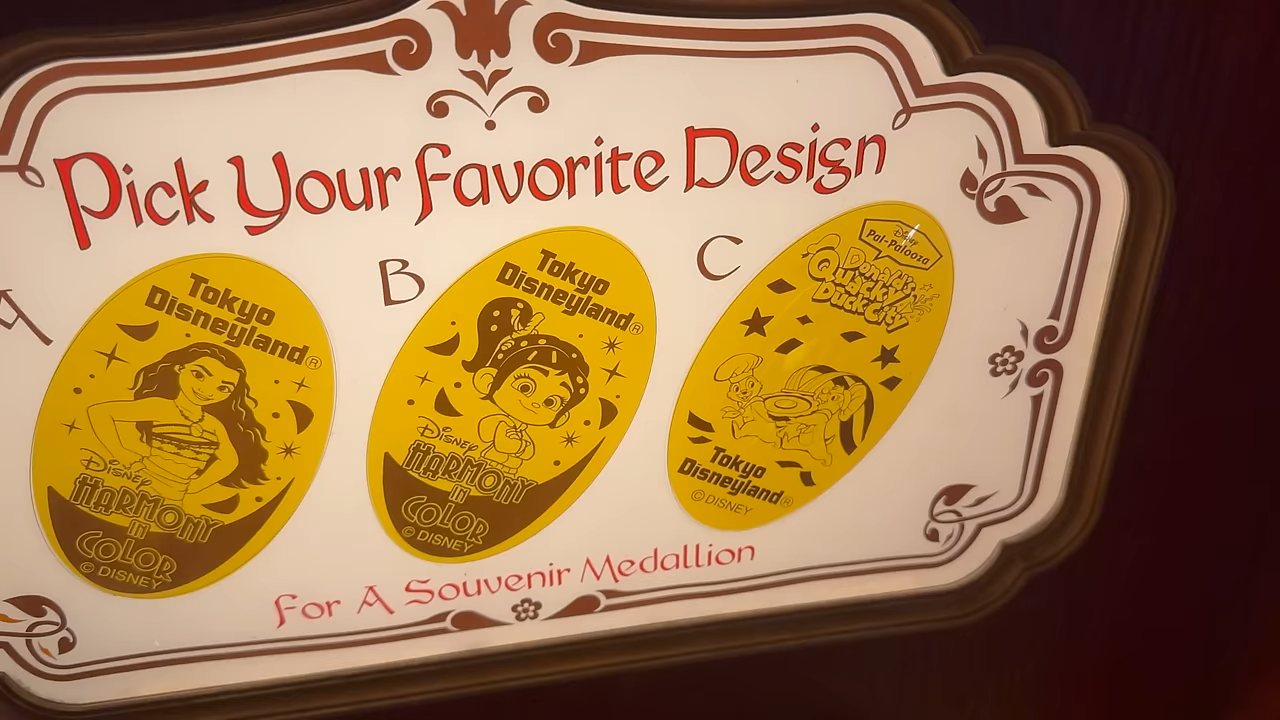 Pick Your Favorite Design
A
Tokyo
Disneyland®
Disney
HARMONY
IN
COLOR
© DISNEY
B
Tokyo
Disneyland®
Disney
HARMONY
IN
COLOR
© DISNEY
C
Disney
Pal-Palooza
Donald's
Quacky
Duck City
Tokyo
Disneyland®
© DISNEY
For A Souvenir Medallion